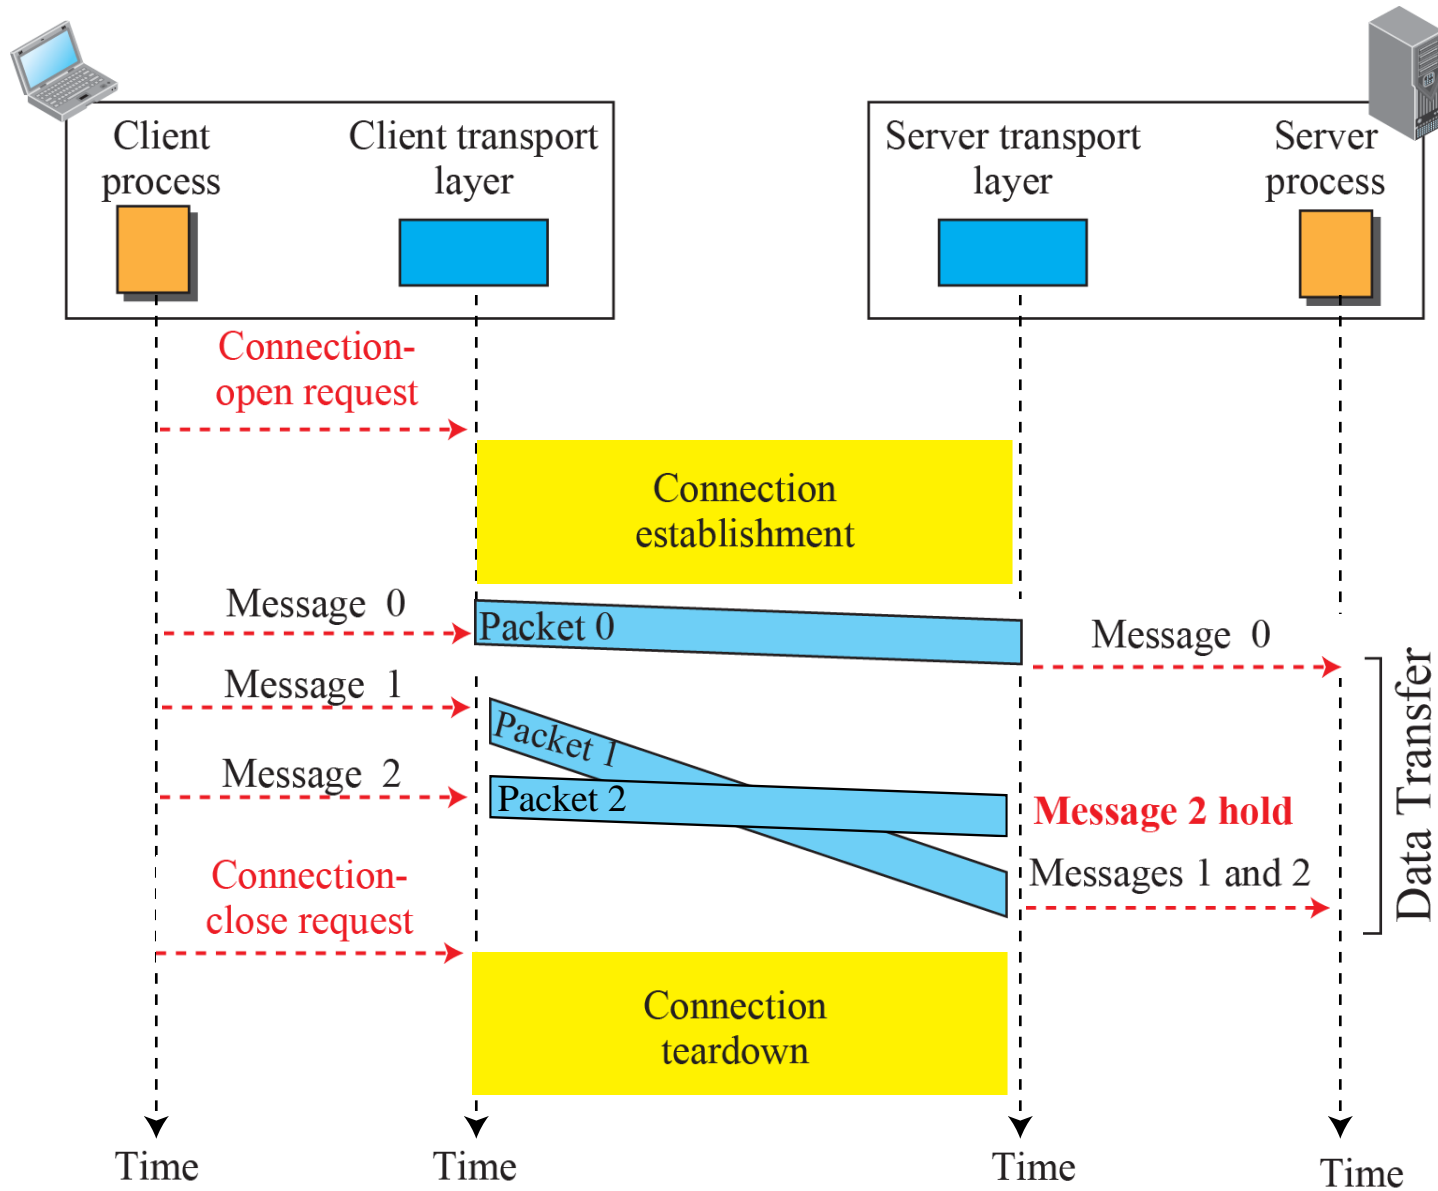 Client
process
Client transport
layer
Server transport
layer
Server
process
Connection-
open request
Connection
establishment
Message 0
Packet 0
Message 0
Message 1
Packet 1
Message 2
Packet 2
Message 2 hold
Messages 1 and 2
Data Transfer
Connection-
close request
Connection
teardown
Time
Time
Time
Time